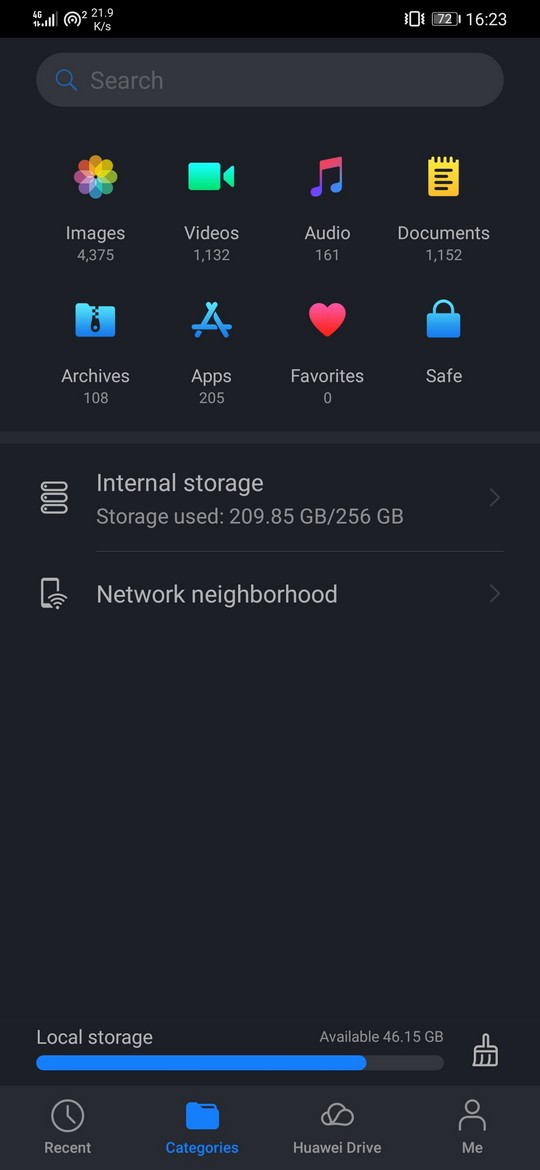 4G 2 21.9 K/s 72 16:23
Search
Images Videos Audio Documents
4,375 1,132 161 1,152
Archives Apps Favorites Safe
108 205 0
Internal storage
Storage used: 209.85 GB/256 GB
Network neighborhood
Local storage Available 46.15 GB
Recent Categories Huawei Drive Me